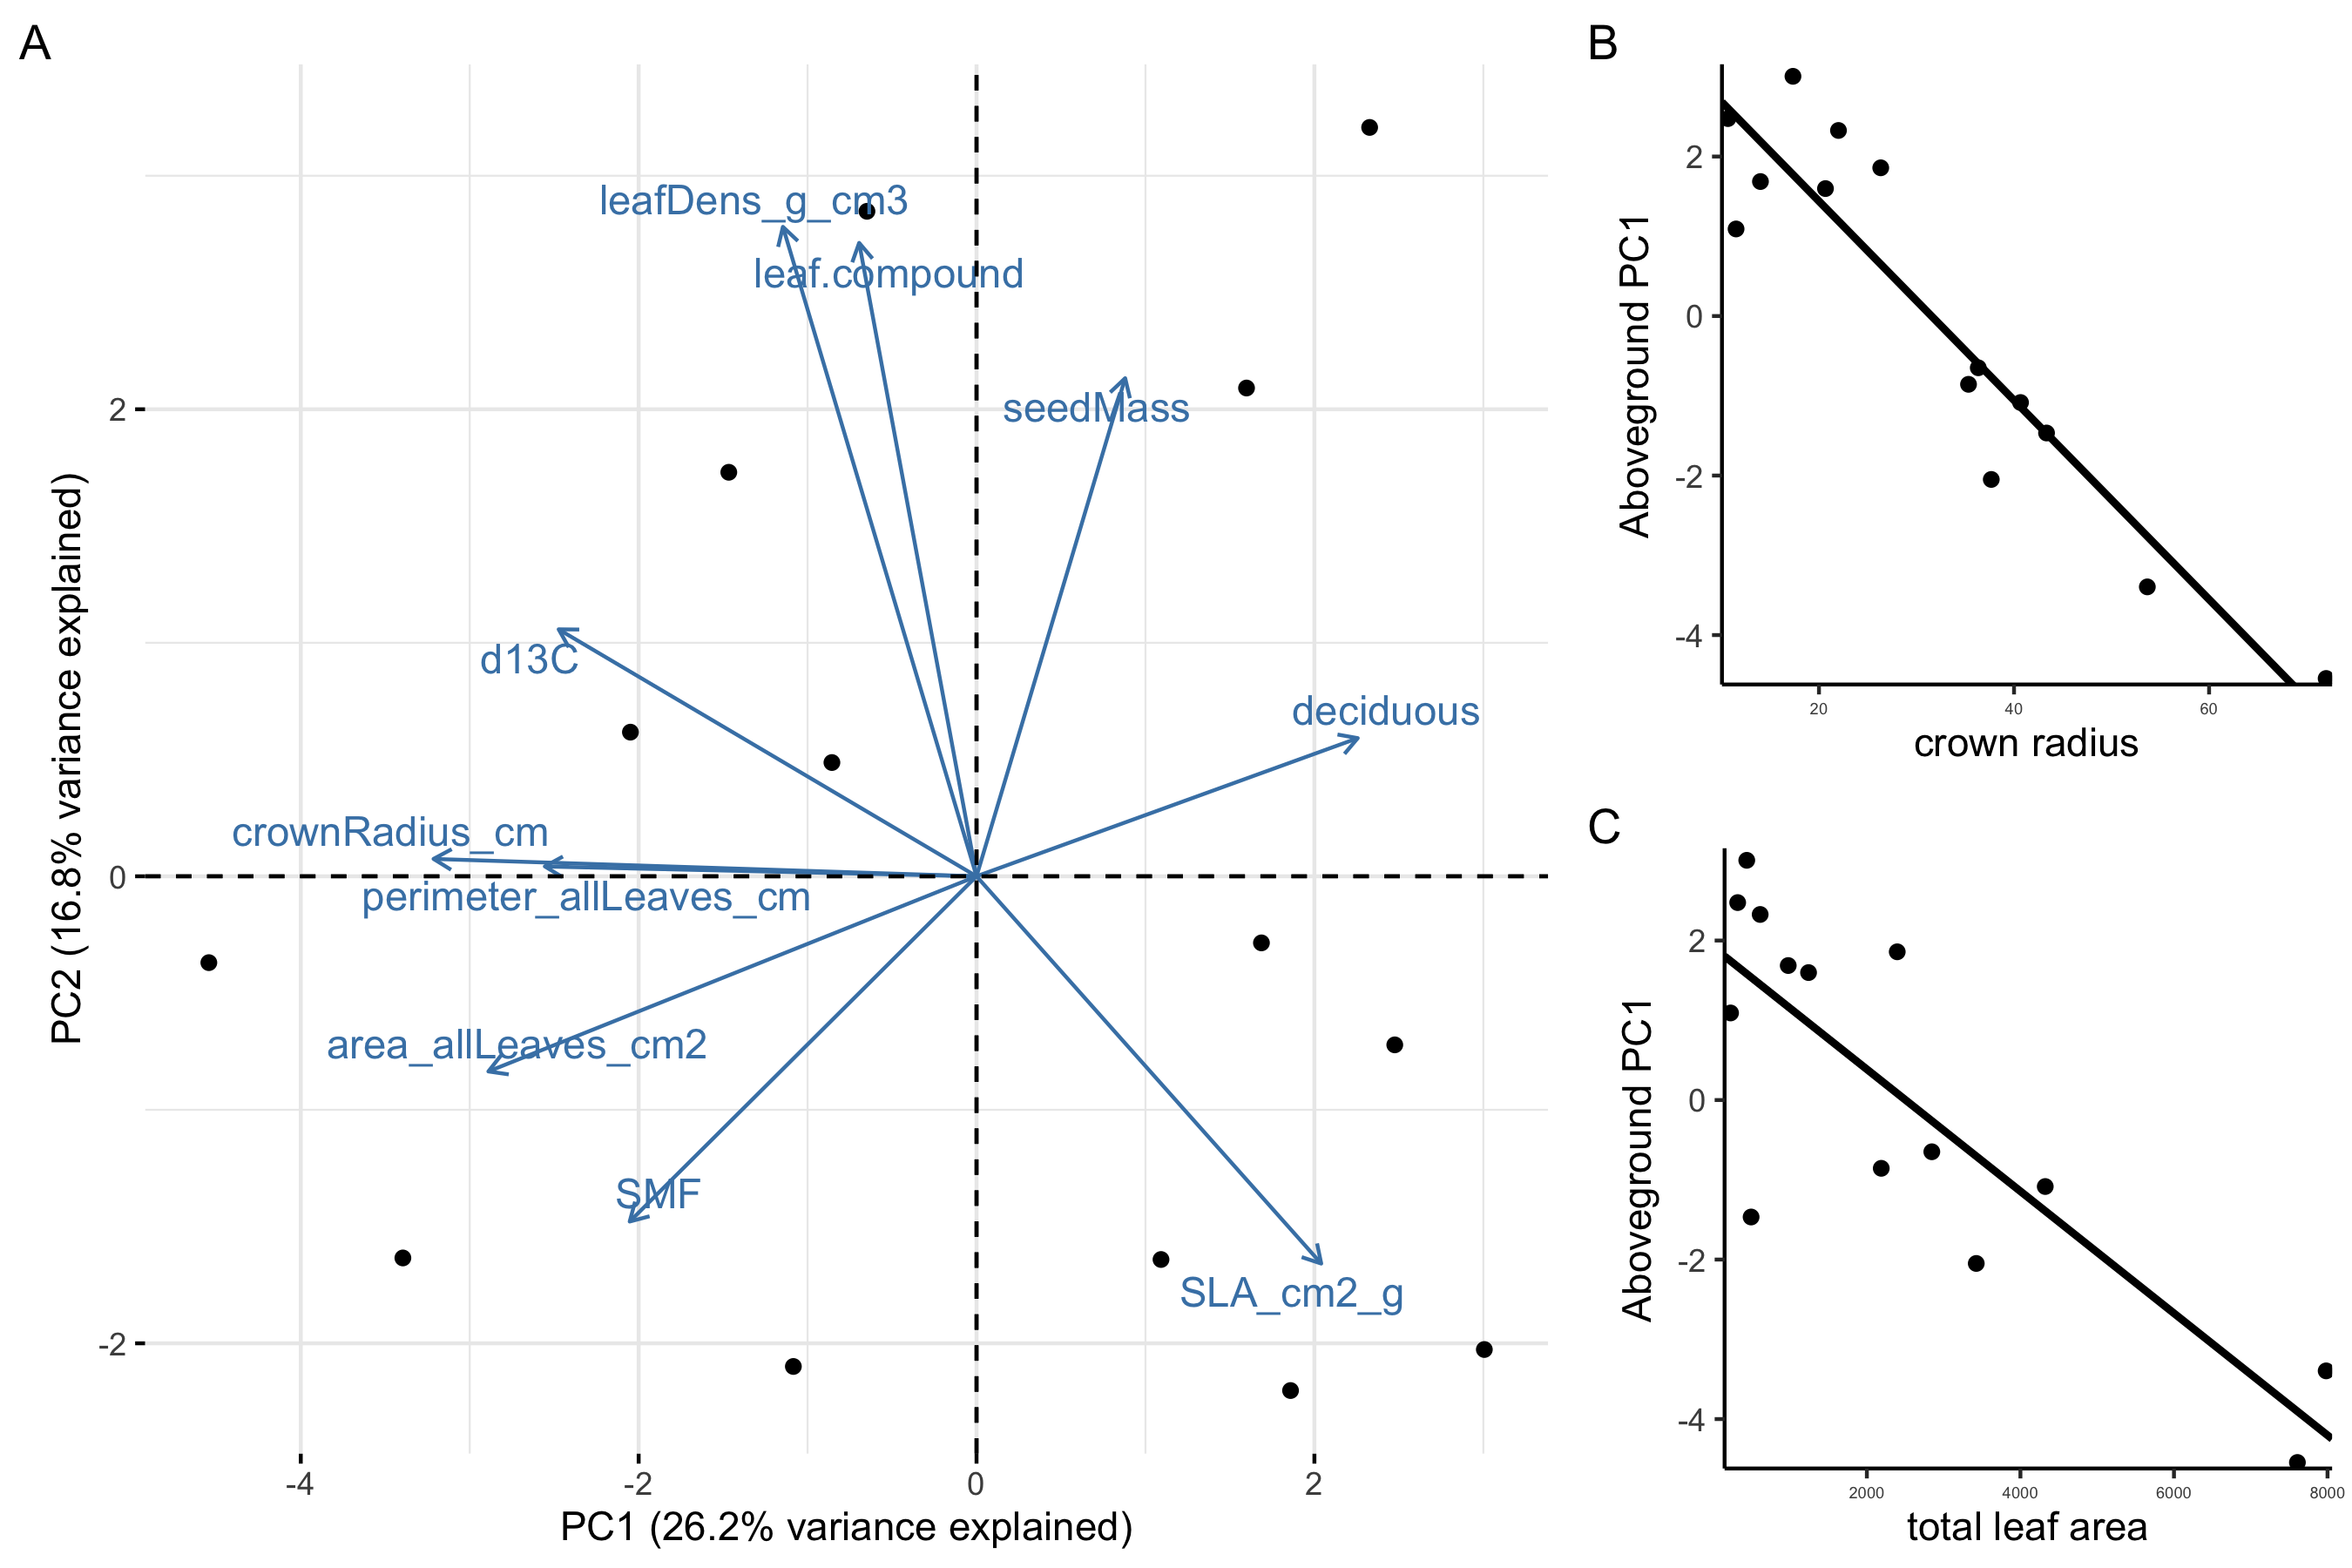 A
leafDens_g_cm3
leaf.compound
seedMass
d13C
deciduous
crownRadius_cm
perimeter_allLeaves_cm
area_allLeaves_cm2
SMF
SLA_cm2_g
PC2 (16.8% variance explained)
2
0
-2
-4
-2
0
2
PC1 (26.2% variance explained)
B
Aboveground PC1
2
0
-2
-4
20
40
60
crown radius
C
Aboveground PC1
2
0
-2
-4
2000
4000
6000
8000
total leaf area